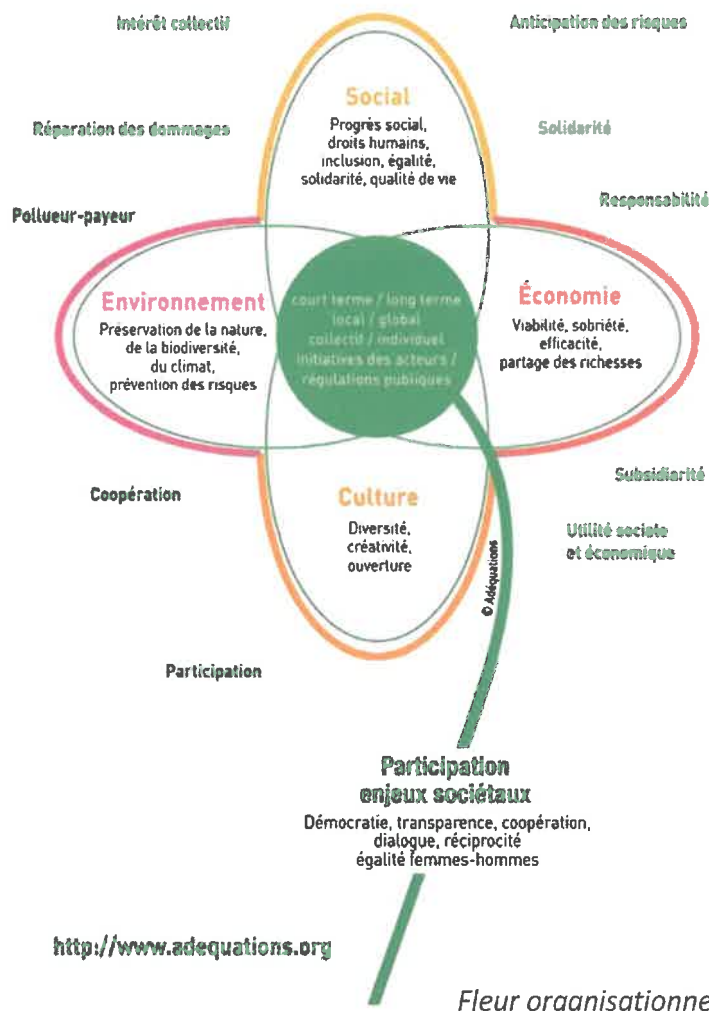 Intérêt collectif
Anticipation des risques
Social
Progrès social,
droits humains,
inclusion, égalité,
solidarité, qualité de vie
Réparation des dommages
Solidarité
Responsabilité
Pollueur-payeur
Environnement
Préservation de la nature,
de la biodiversité,
du climat,
prévention des risques
court terme / long terme
local / global
collectif / individuel
initiatives des acteurs /
régulations publiques
Économie
Viabilité, sobriété,
efficacité,
partage des richesses
Subsidiarité
Coopération
Culture
Diversité,
créativité,
ouverture
Utilité sociale
et économique
© Adéquations
Participation
Participation
enjeux sociétaux
Démocratie, transparence, coopération,
dialogue, réciprocité
égalité femmes-hommes
http://www.adequations.org
Fleur organisationne